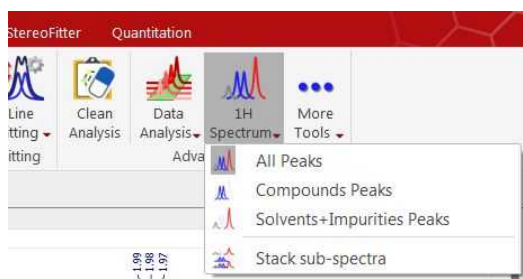 StereoFitter Quantitation
Line Clean Data 1H More
tting Analysis Analysis Spectrum Tools
itting Adva
All Peaks
Compounds Peaks
Solvents+Impurities Peaks
Stack sub-spectra
1.99
1.98
1.97